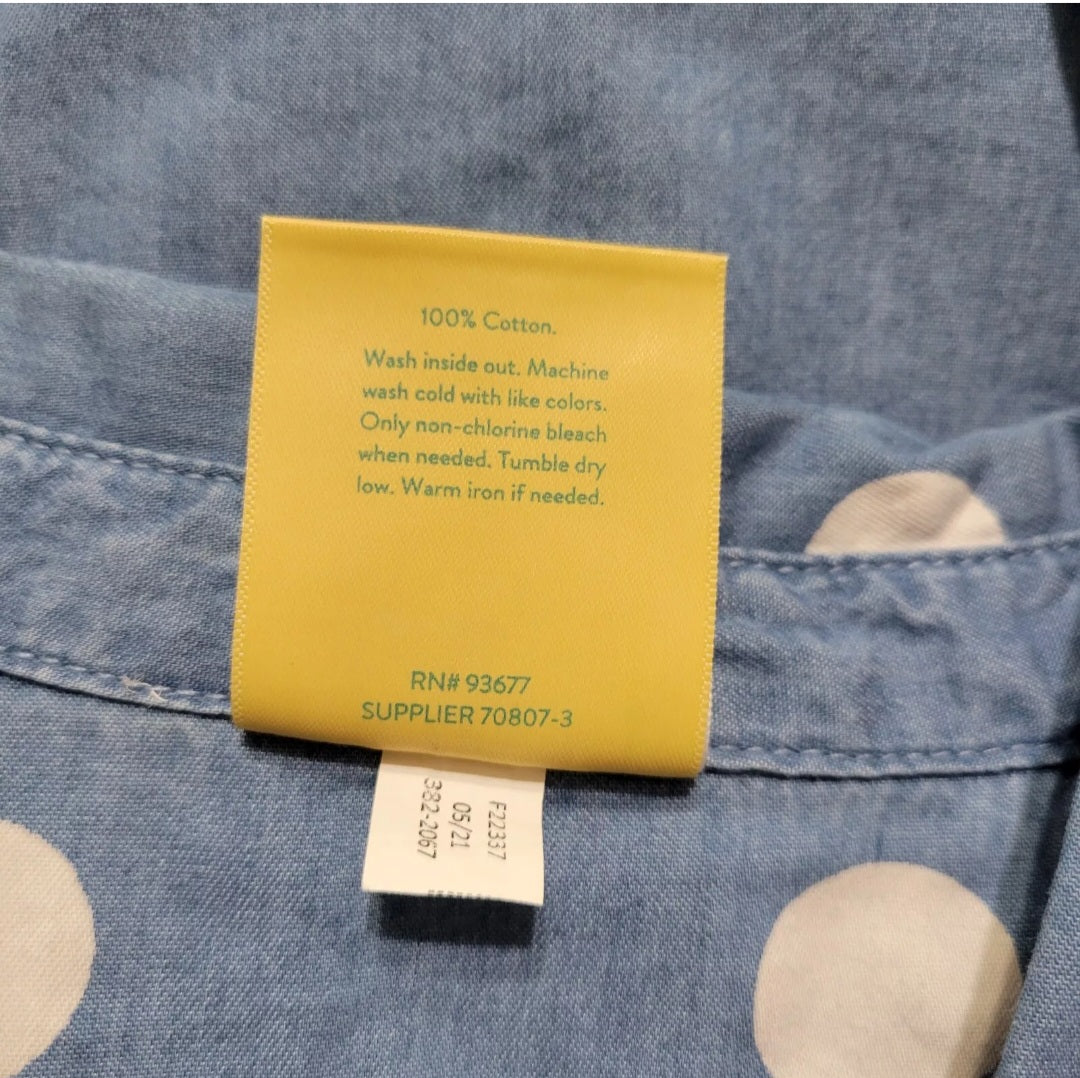 100% Cotton.
Wash inside out. Machine
wash cold with like colors.
Only non-chlorine bleach
when needed. Tumble dry
low. Warm iron if needed.
RN# 93677
SUPPLIER 70807-3
F22337
05/21
382-2067